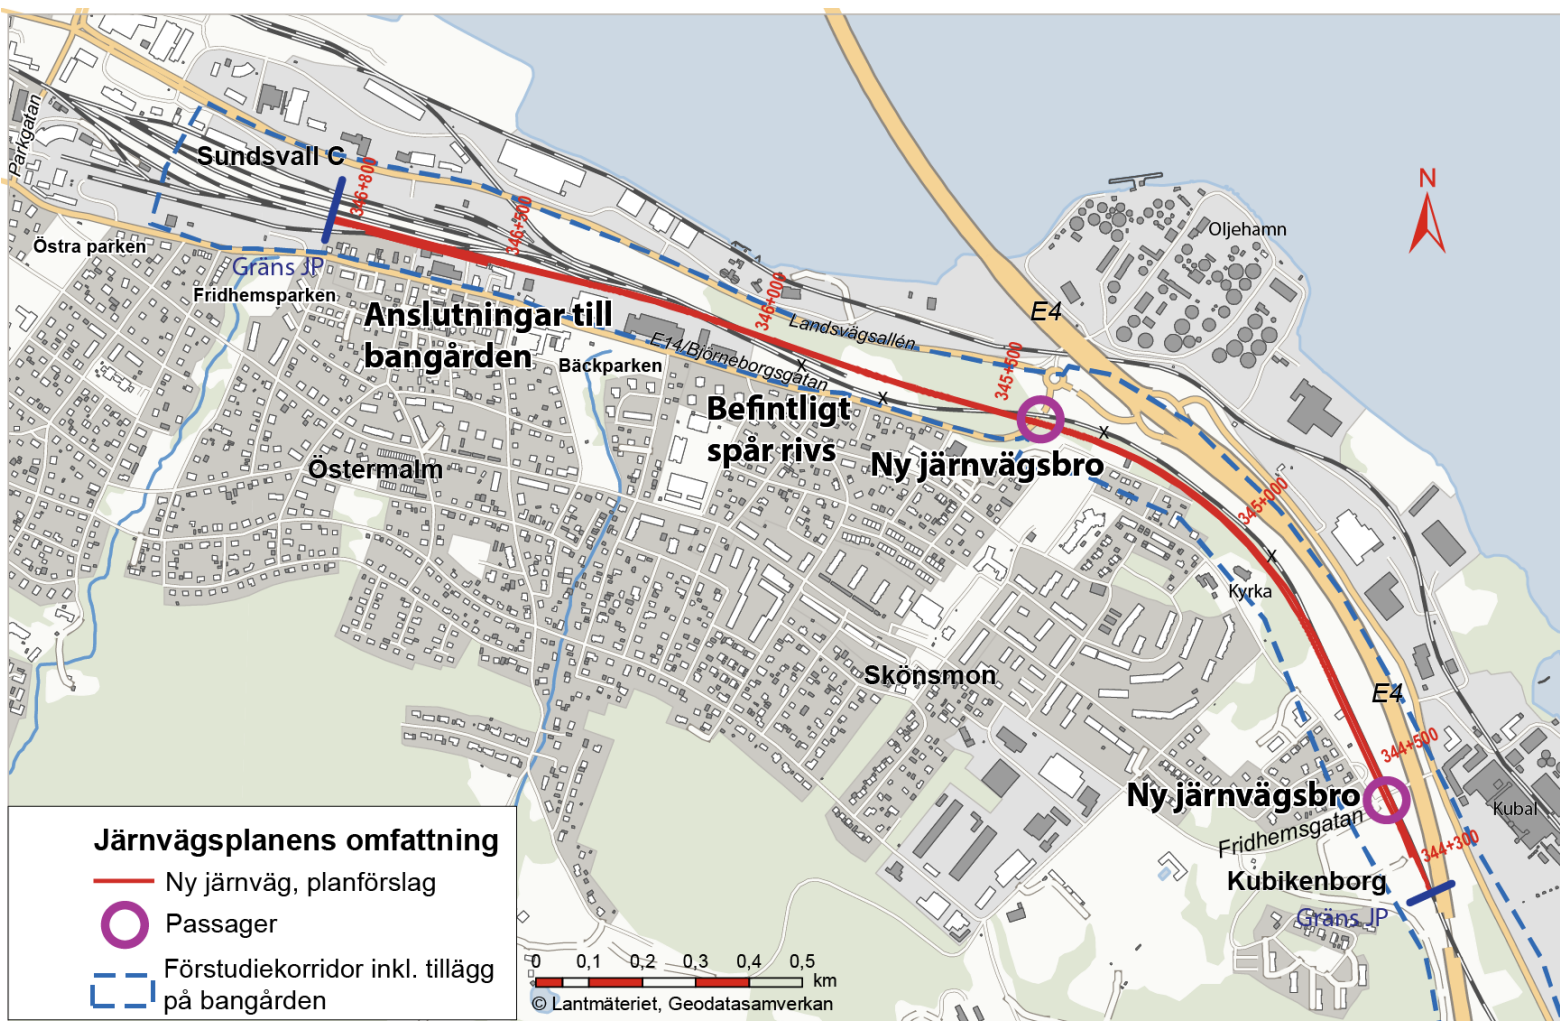 Parkgatan
Sundsvall C
346+800
346+500
Östra parken
Gräns JP
Fridhemsparken
Anslutningar till
bangården
Bäckparken
E14/Björneborgsgatan
346+000
Landsvägsallén
E4
Oljehamn
N
345+500
Befintligt
spår rivs
x
x
x
x
Ny järnvägsbro
Östermalm
345+000
Kyrka
Skönsmon
E4
344+500
Ny järnvägsbro
Fridhemsgatan
Kubal
344+300
Kubikenborg
Gräns JP
Järnvägsplanens omfattning
Ny järnväg, planförslag
Passager
Förstudiekorridor inkl. tillägg
på bangården
0 0,1 0,2 0,3 0,4 0,5
km
© Lantmäteriet, Geodatasamverkan